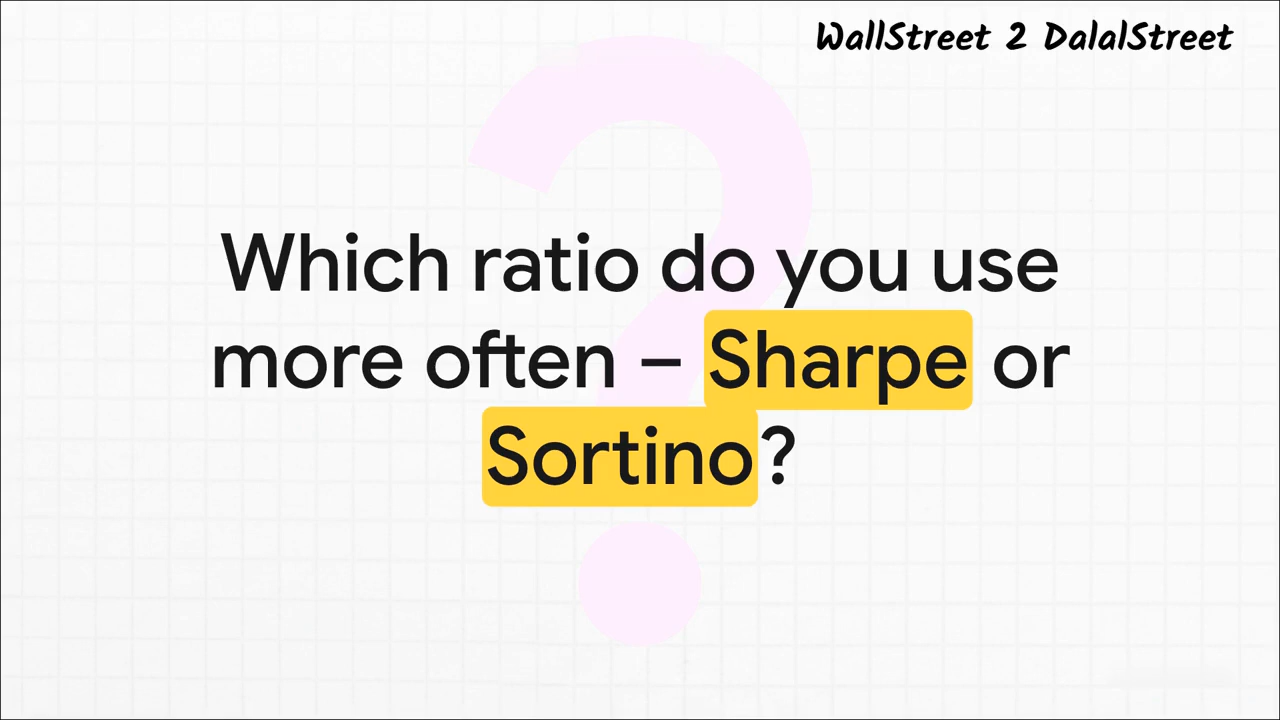 WallStreet 2 DalalStreet
Which ratio do you use
more often – Sharpe or
Sortino?